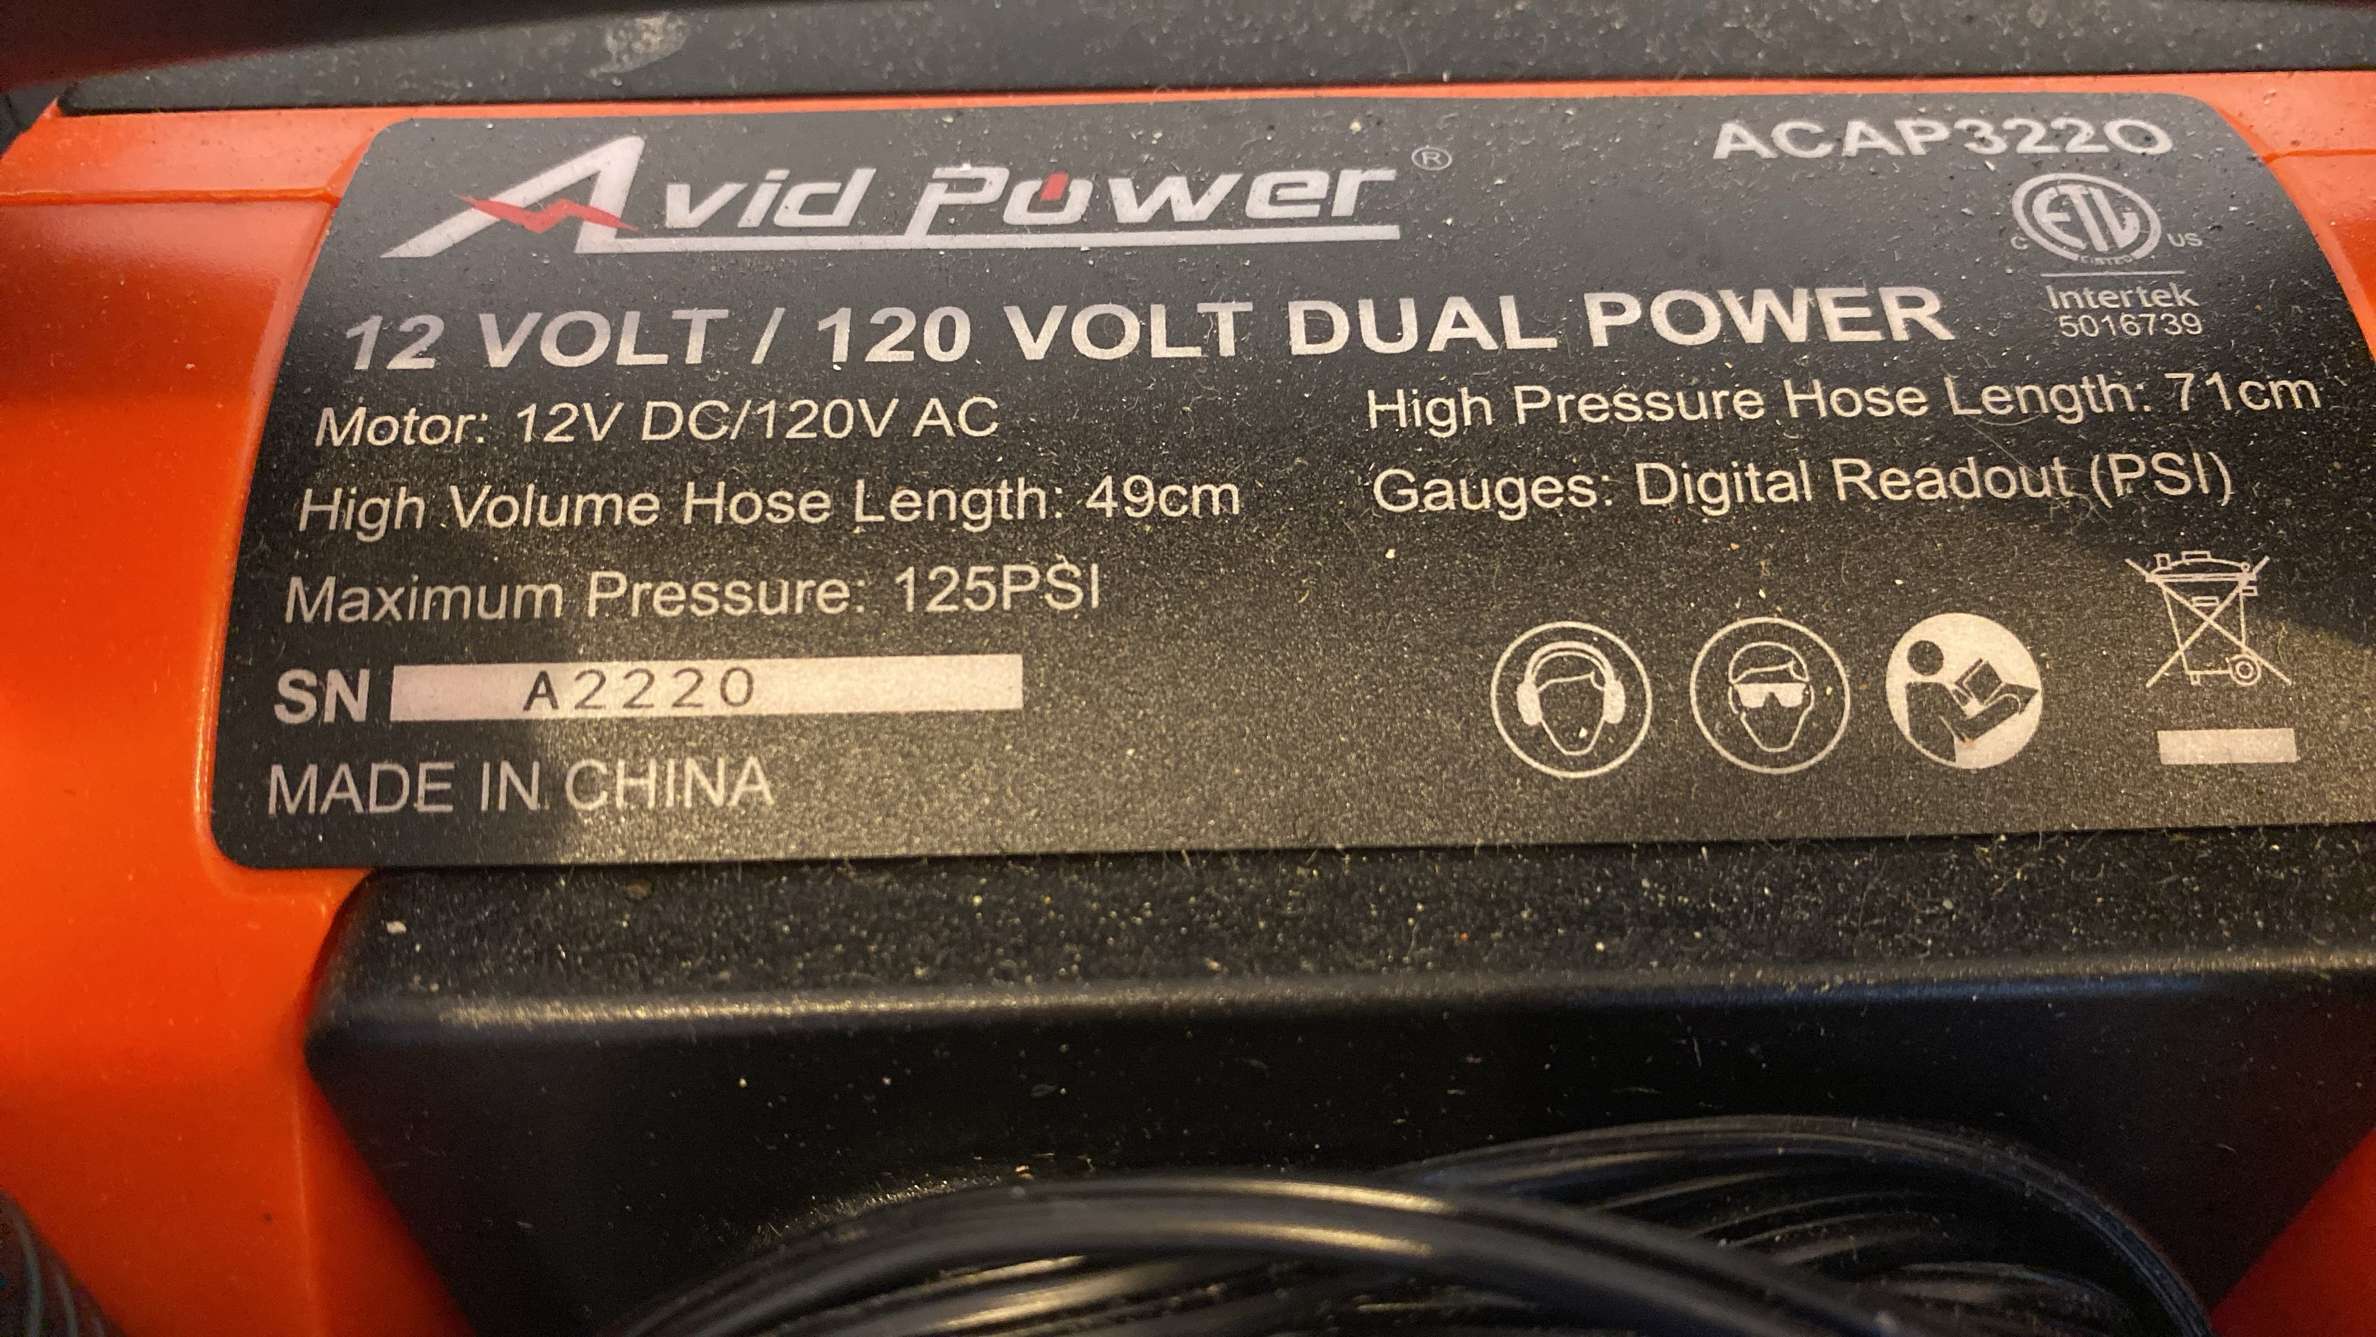 Avid Power®
ACAP3220
ETL
C US
Intertek
5016739
12 VOLT / 120 VOLT DUAL POWER
Motor: 12V DC/120V AC
High Pressure Hose Length: 71cm
High Volume Hose Length: 49cm
Gauges: Digital Readout (PSI)
Maximum Pressure: 125PSI
SN A2220
MADE IN CHINA